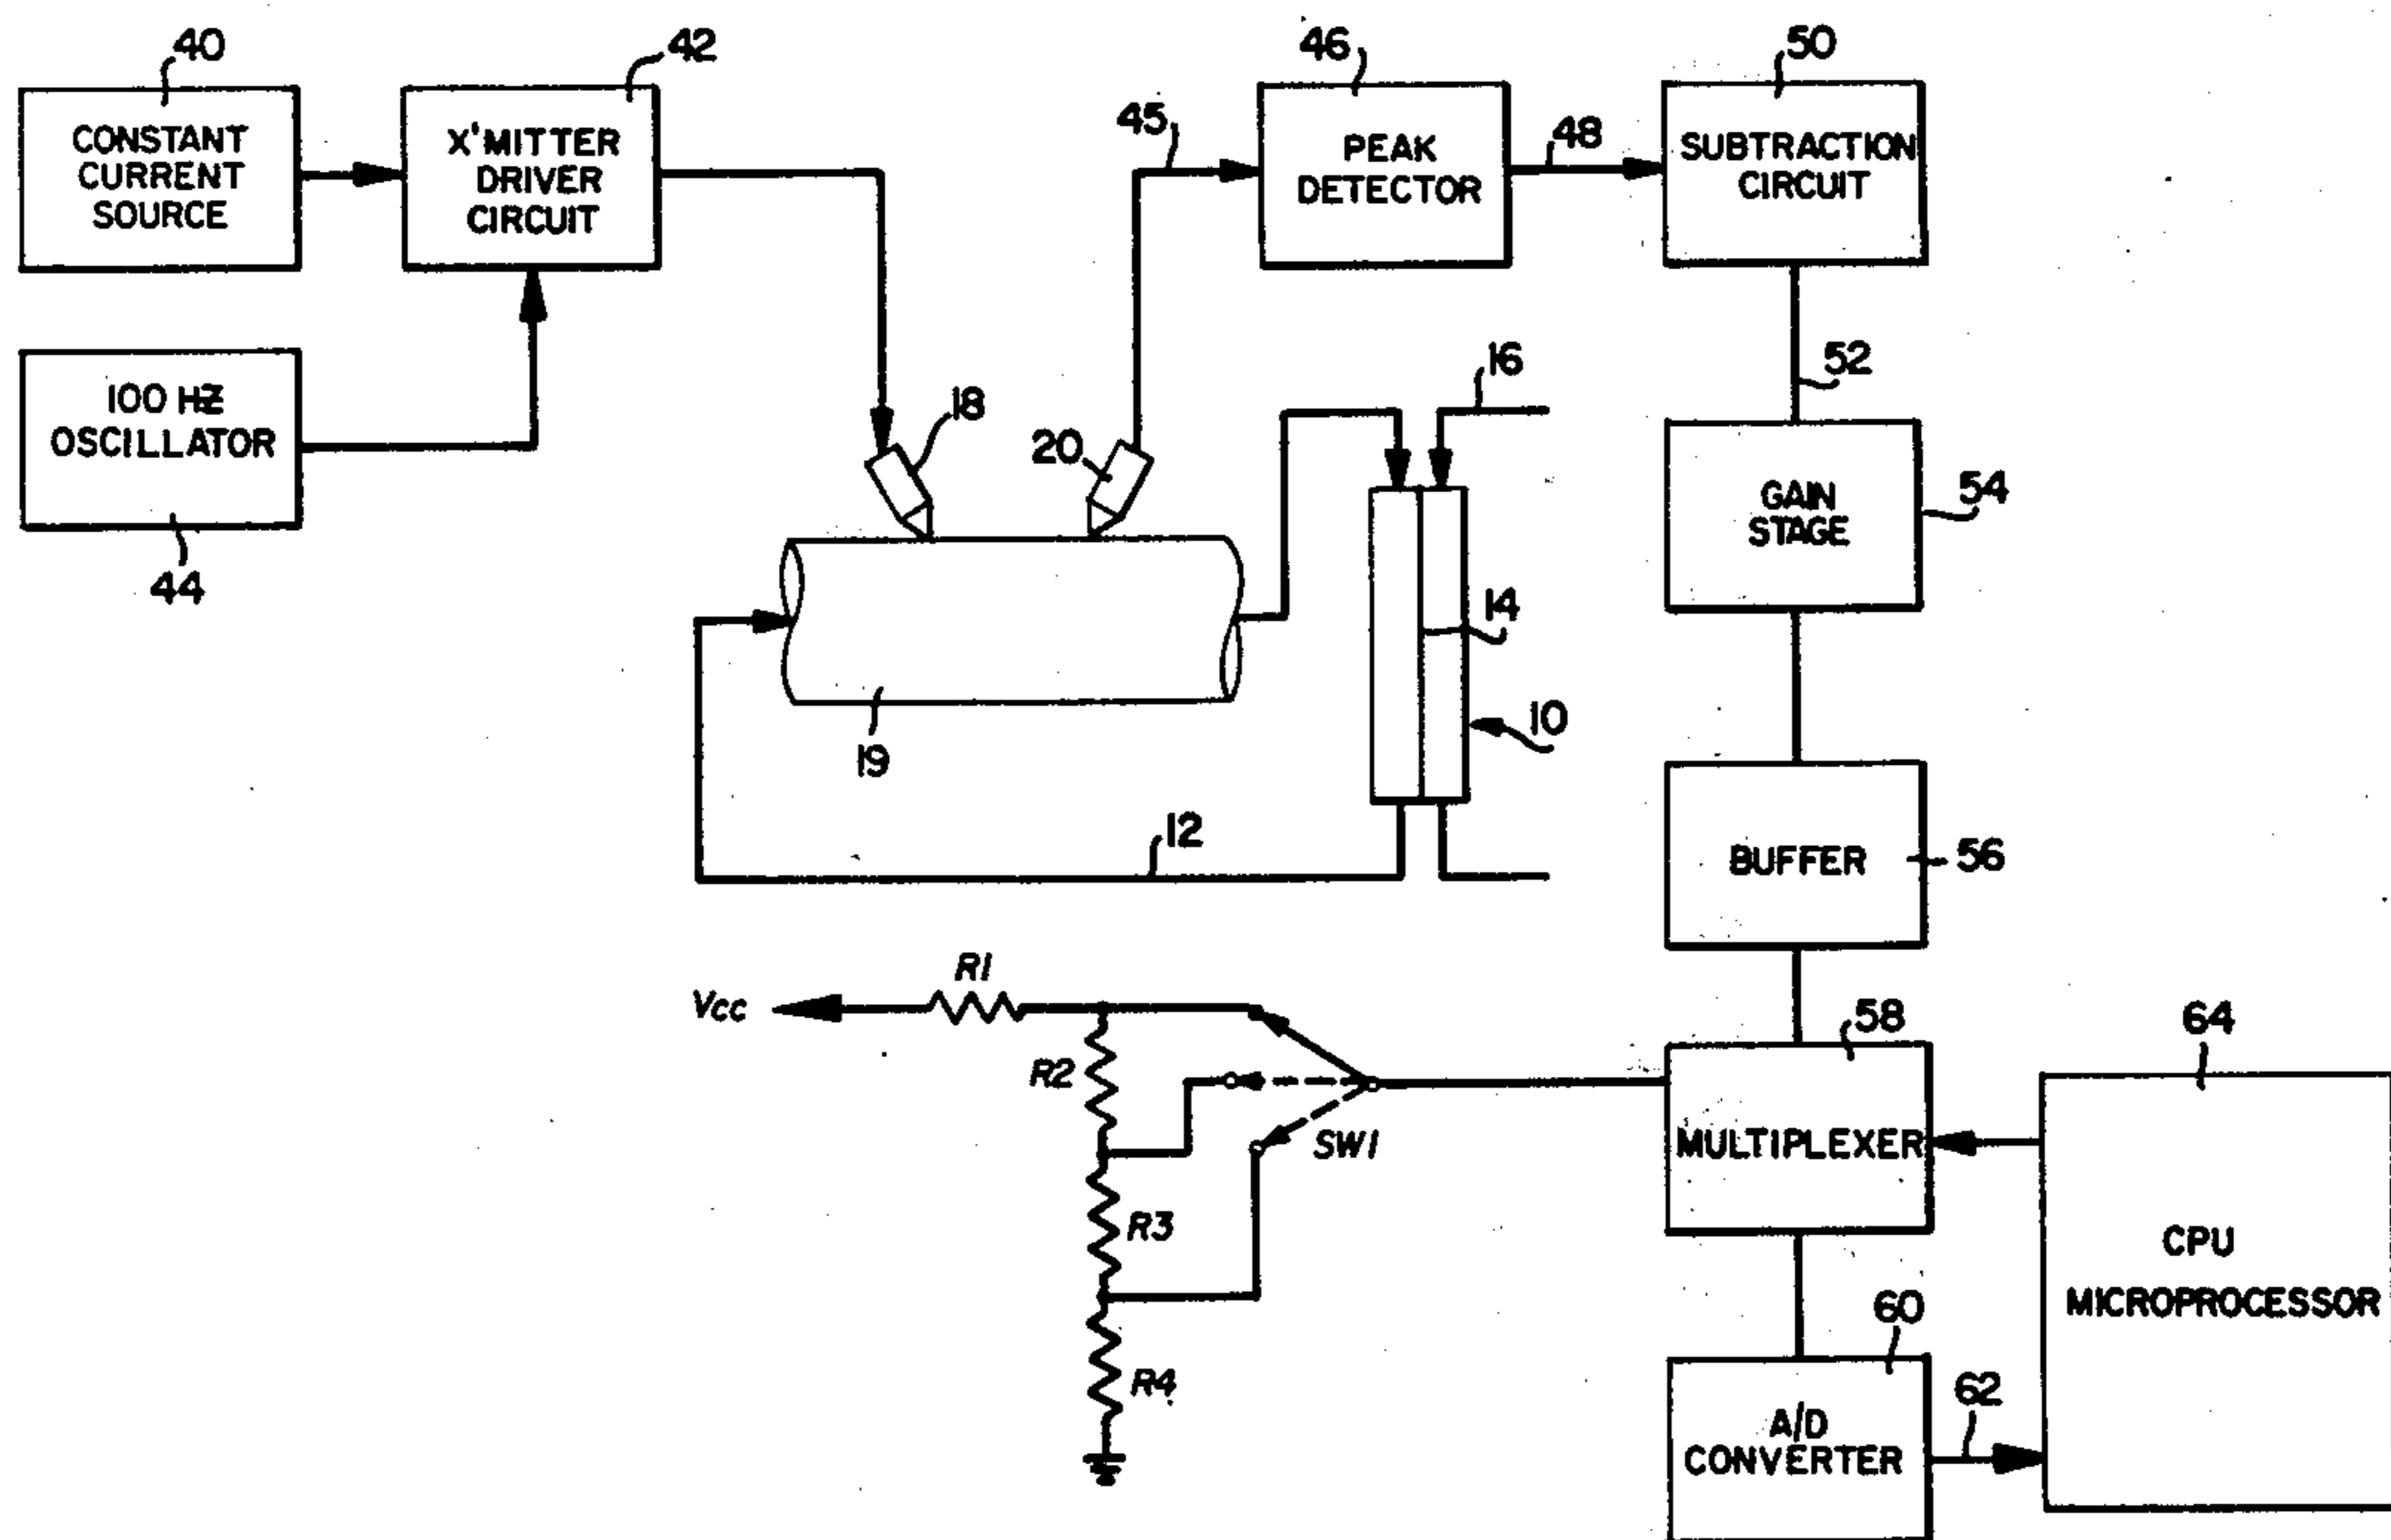 40
42
46
50
CONSTANT
CURRENT
SOURCE
X'MITTER
DRIVER
CIRCUIT
45
PEAK
DETECTOR
48
SUBTRACTION
CIRCUIT
100 HZ
OSCILLATOR
44
18
20
16
52
GAIN
STAGE
54
14
19
10
12
BUFFER
56
Vcc
R1
R2
SW1
R3
R4
58
MULTIPLEXER
64
CPU
MICROPROCESSOR
60
A/D
CONVERTER
62